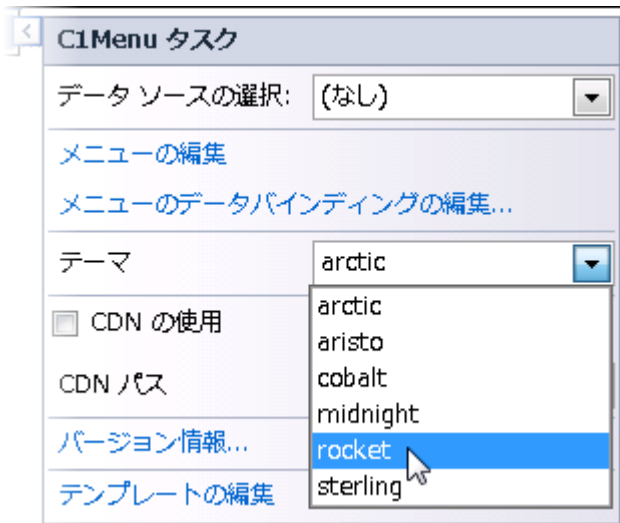 C1Menu タスク
データ ソースの選択: (なし)
メニューの編集
メニューのデータバインディングの編集...
テーマ arctic
arctic
CDN の使用
aristo
cobalt
CDN パス
midnight
バージョン情報...
rocket
テンプレートの編集
sterling